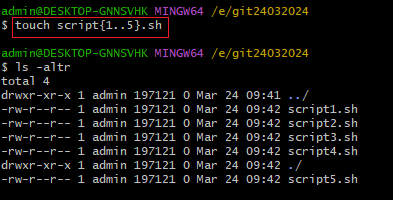 admin@DESKTOP-GNNSVHK MINGW64 /e/git24032024
$ touch script{1..5}.sh

admin@DESKTOP-GNNSVHK MINGW64 /e/git24032024
$ ls -altr
total 4
drwxr-xr-x 1 admin 197121 0 Mar 24 09:41 ../
-rw-r--r-- 1 admin 197121 0 Mar 24 09:42 script1.sh
-rw-r--r-- 1 admin 197121 0 Mar 24 09:42 script2.sh
-rw-r--r-- 1 admin 197121 0 Mar 24 09:42 script3.sh
-rw-r--r-- 1 admin 197121 0 Mar 24 09:42 script4.sh
drwxr-xr-x 1 admin 197121 0 Mar 24 09:42 ./
-rw-r--r-- 1 admin 197121 0 Mar 24 09:42 script5.sh